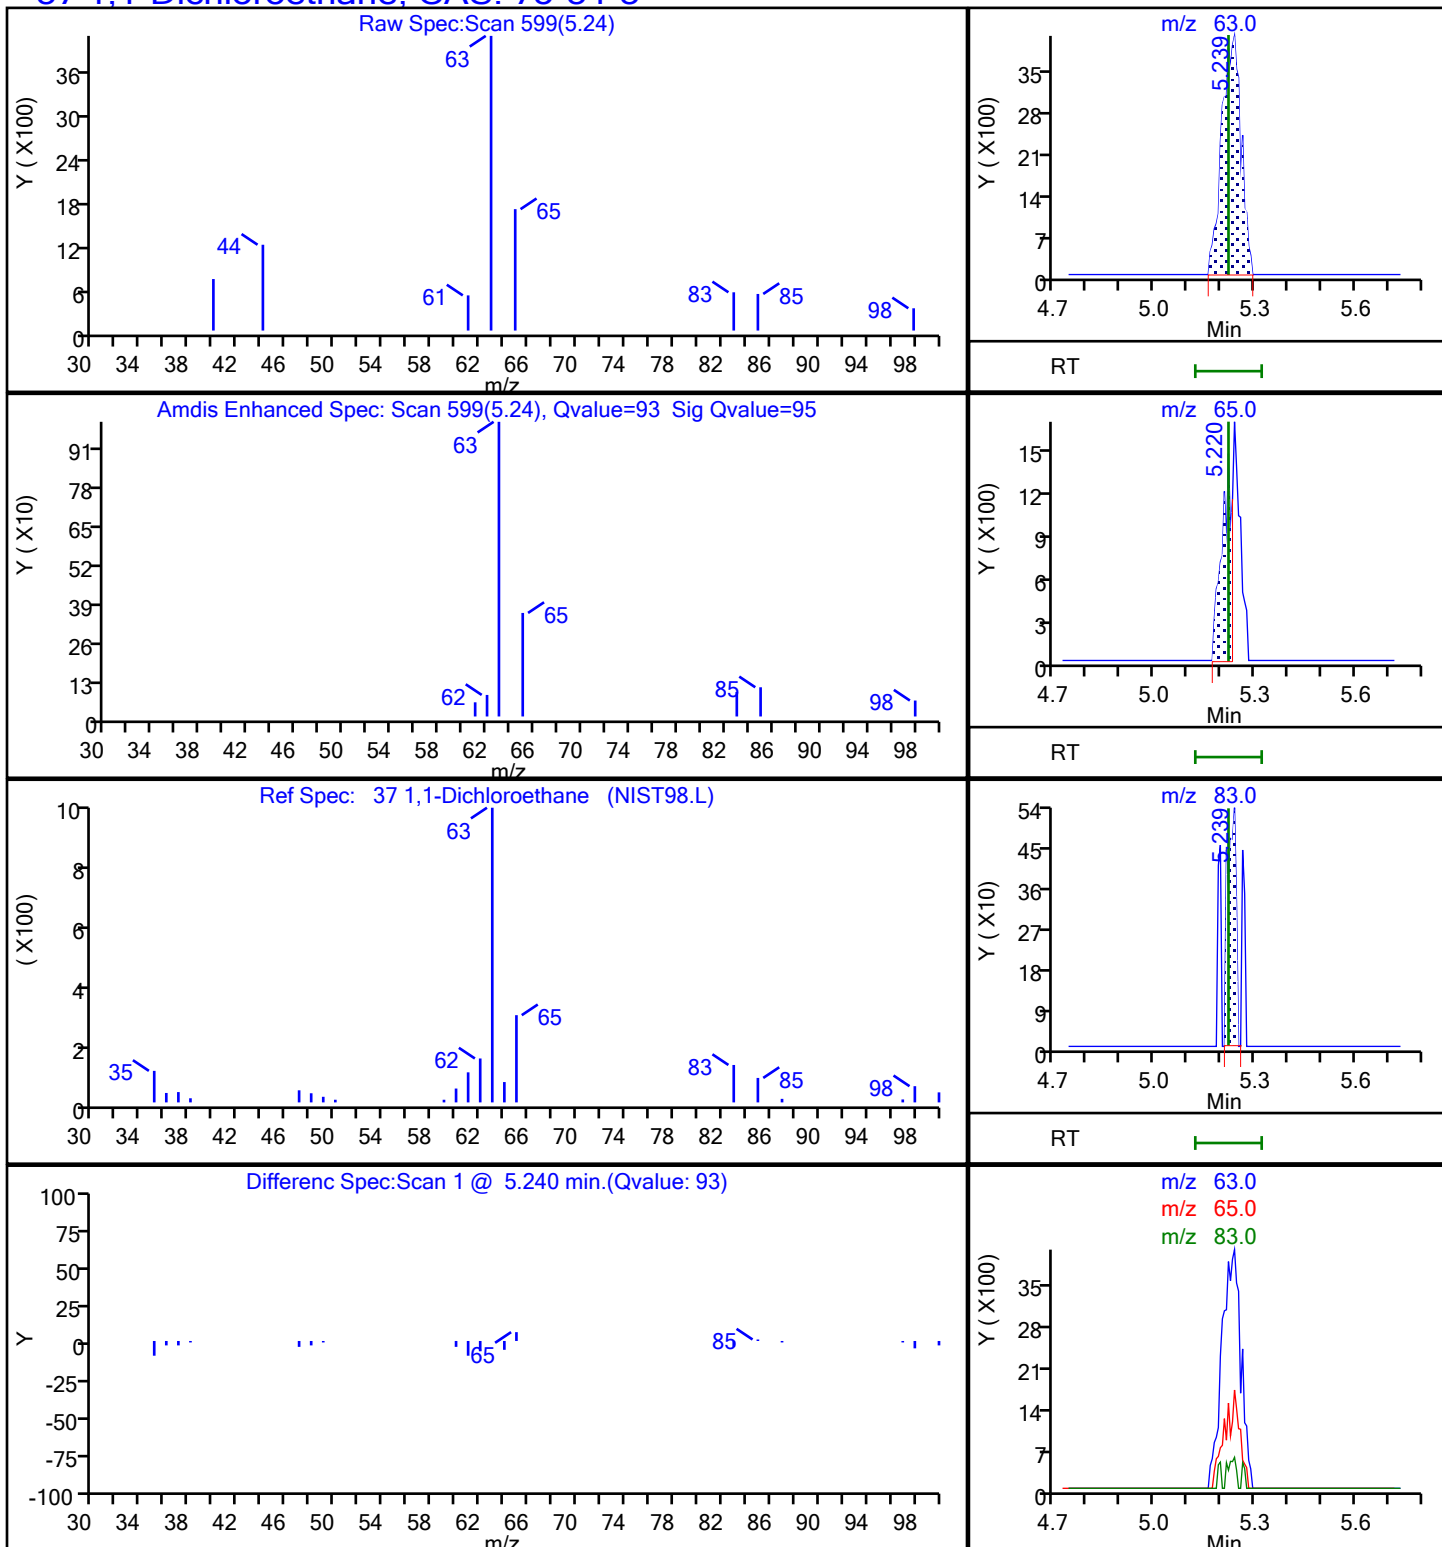 Raw Spec:Scan 599(5.24)
Y ( X100)
36
30
24
18
12
6
0
63
65
44
61
83
85
98
30 34 38 42 46 50 54 58 62 66 70 74 78 82 86 90 94 98
m/z
m/z 63.0
5.239
Y ( X100)
35
28
21
14
7
0
4.7 5.0 5.3 5.6
Min
RT
Amdis Enhanced Spec: Scan 599(5.24), Qvalue=93 Sig Qvalue=95
Y ( X10)
91
78
65
52
39
26
13
0
63
65
62
85
98
30 34 38 42 46 50 54 58 62 66 70 74 78 82 86 90 94 98
m/z
m/z 65.0
5.220
Y ( X100)
15
12
9
6
3
0
4.7 5.0 5.3 5.6
Min
RT
Ref Spec: 37 1,1-Dichloroethane (NIST98.L)
( X100)
10
8
6
4
2
0
63
65
62
35
83
85
98
30 34 38 42 46 50 54 58 62 66 70 74 78 82 86 90 94 98
m/z 83.0
5.239
Y ( X10)
54
45
36
27
18
9
0
4.7 5.0 5.3 5.6
Min
RT
Differenc Spec:Scan 1 @ 5.240 min.(Qvalue: 93)
Y
100
75
50
25
0
-25
-50
-75
-100
65
85
30 34 38 42 46 50 54 58 62 66 70 74 78 82 86 90 94 98
m/z
m/z 63.0
m/z 65.0
m/z 83.0
Y ( X100)
35
28
21
14
7
0
4.7 5.0 5.3 5.6
Min